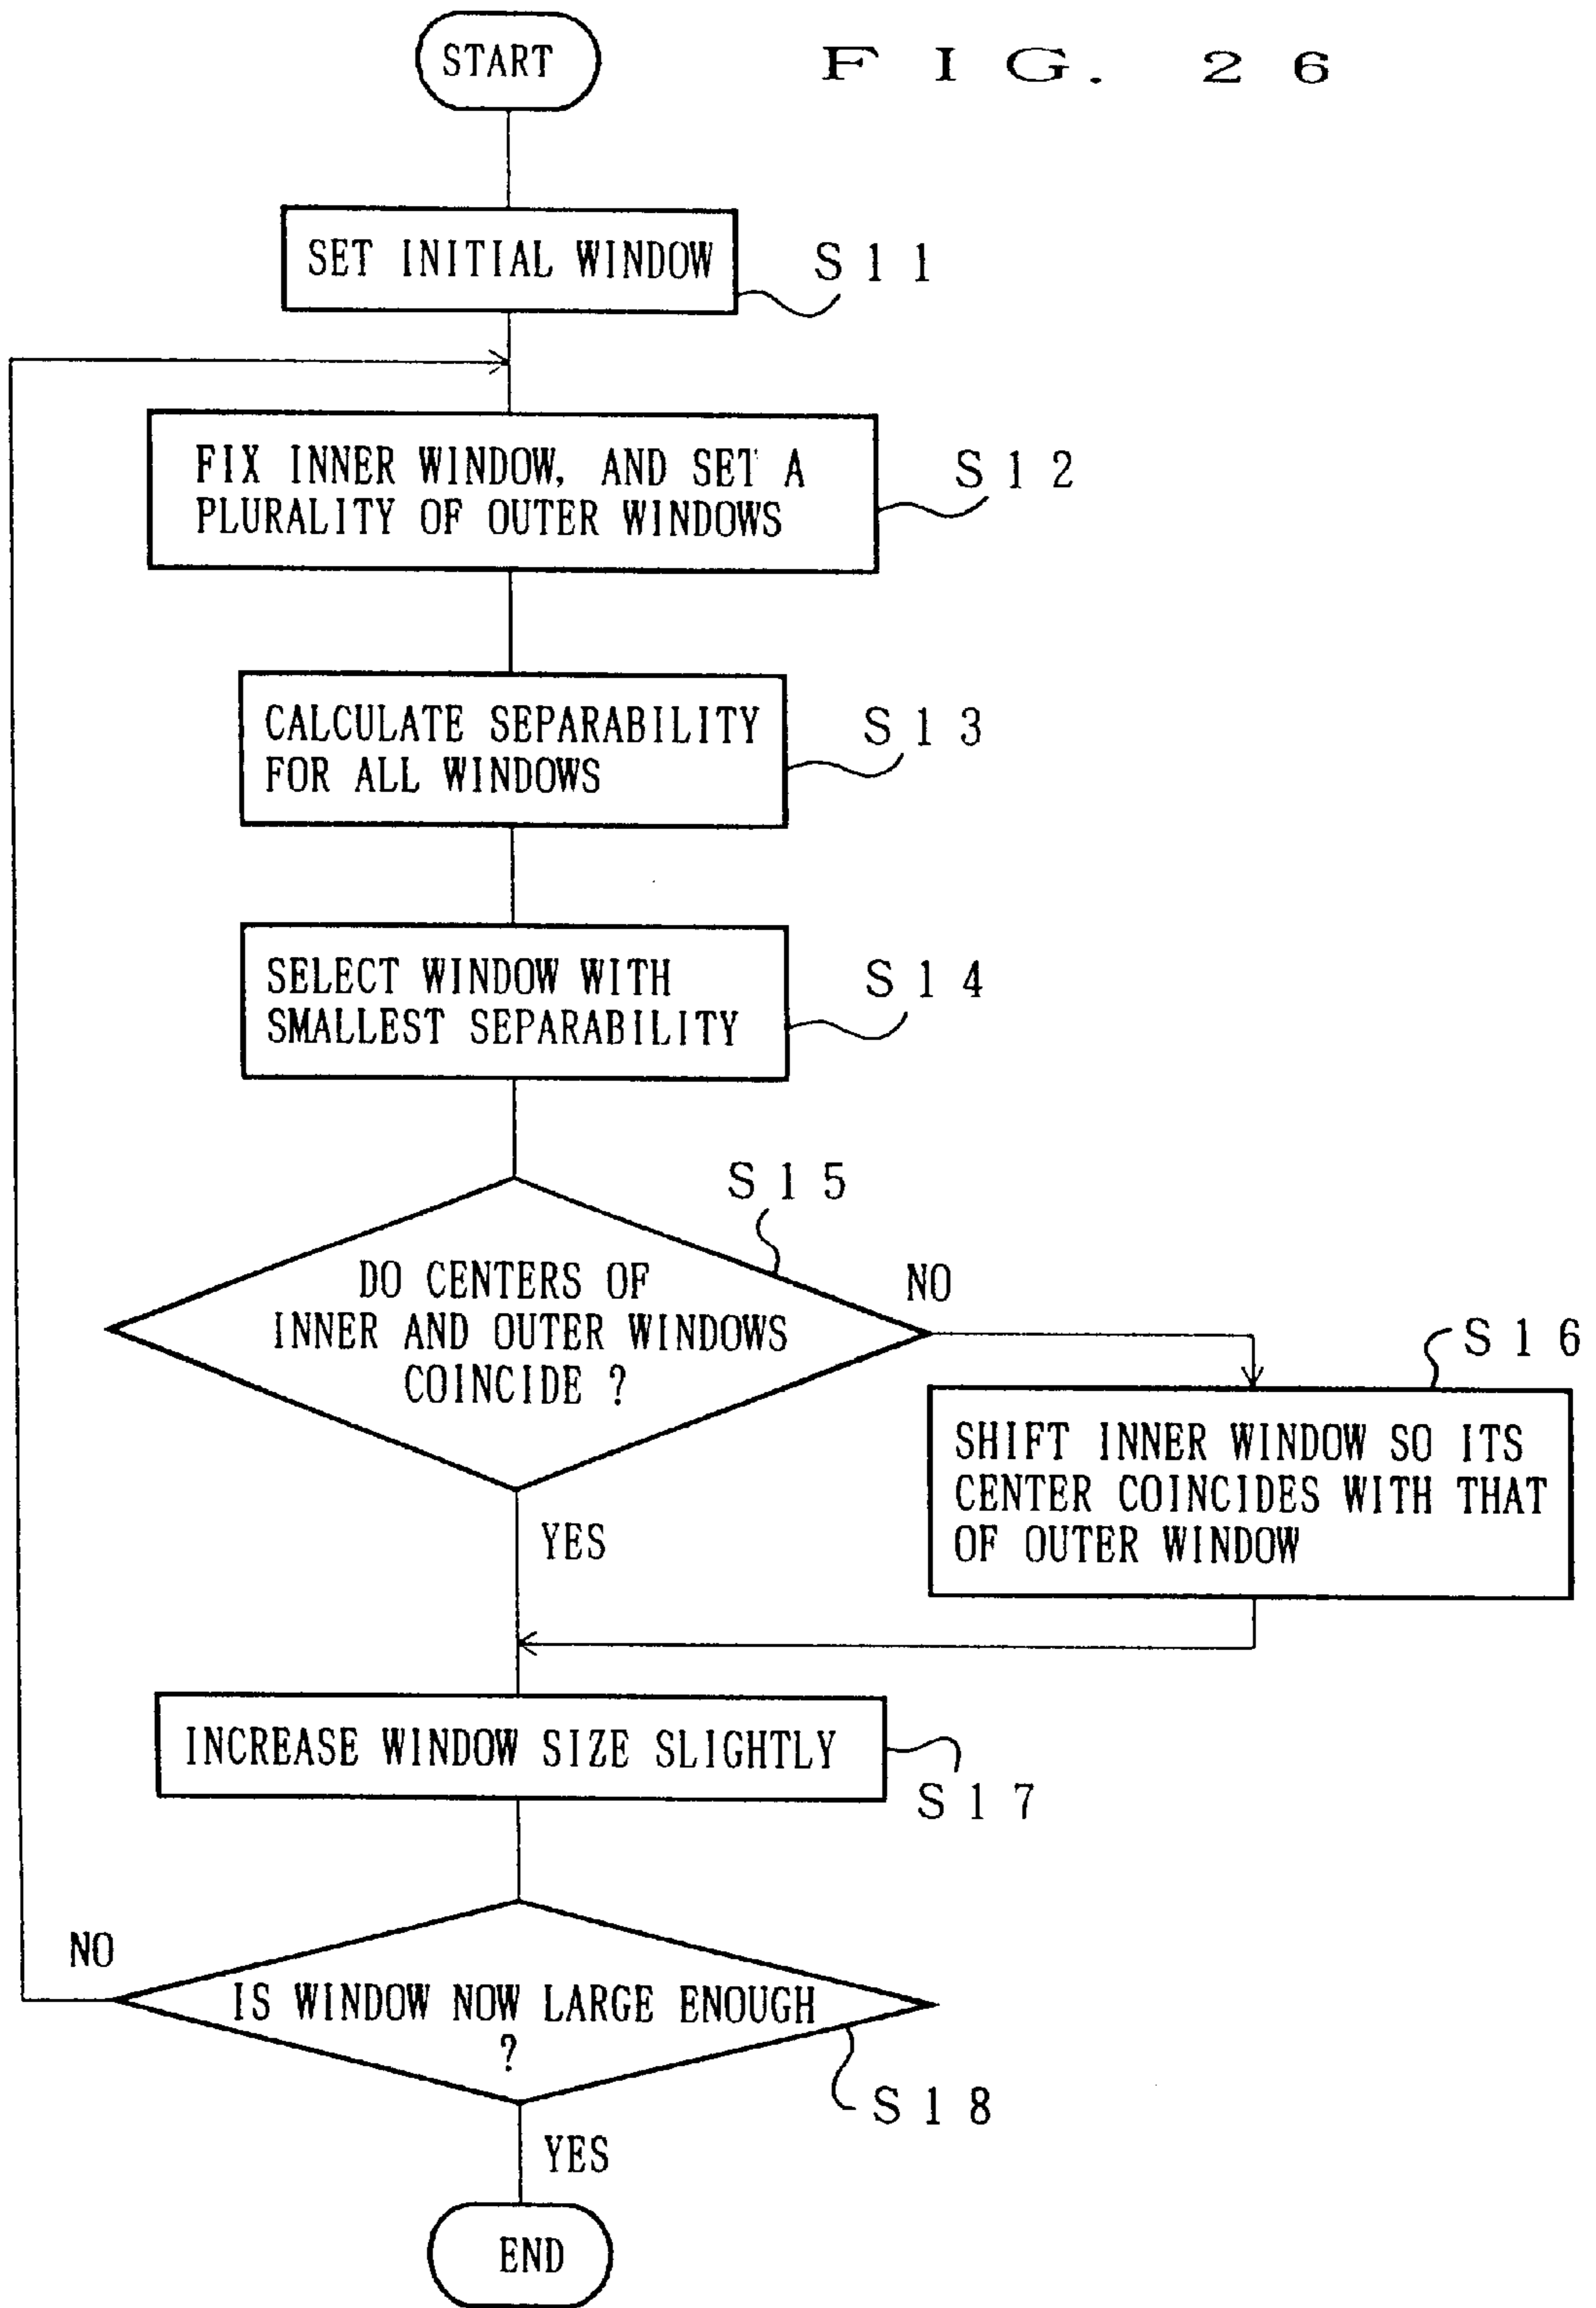 START
F I G. 2 6
SET INITIAL WINDOW
S 1 1
FIX INNER WINDOW, AND SET A
PLURALITY OF OUTER WINDOWS
S 1 2
CALCULATE SEPARABILITY
FOR ALL WINDOWS
S 1 3
SELECT WINDOW WITH
SMALLEST SEPARABILITY
S 1 4
S 1 5
DO CENTERS OF
INNER AND OUTER WINDOWS
COINCIDE ?
NO
S 1 6
SHIFT INNER WINDOW SO ITS
CENTER COINCIDES WITH THAT
OF OUTER WINDOW
YES
INCREASE WINDOW SIZE SLIGHTLY
S 1 7
NO
IS WINDOW NOW LARGE ENOUGH
?
S 1 8
YES
END